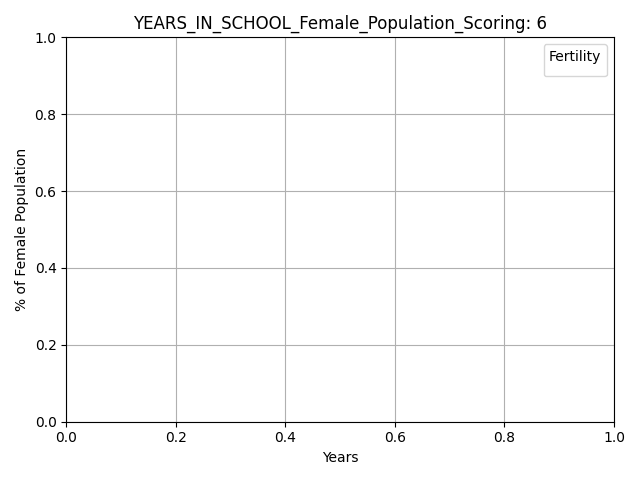 YEARS_IN_SCHOOL_Female_Population_Scoring: 6
Fertility
1.0
0.8
0.6
0.4
0.2
0.0
% of Female Population
0.0 0.2 0.4 0.6 0.8 1.0
Years